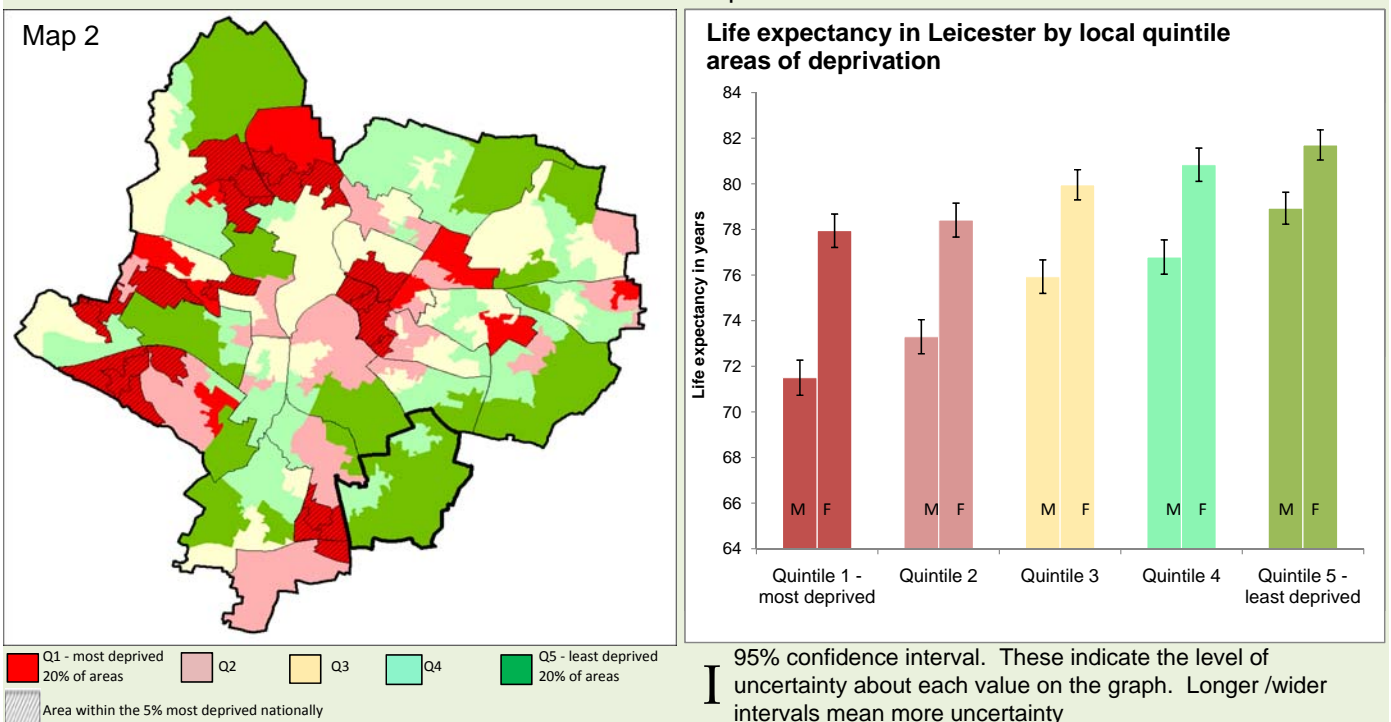 Map 2
Q1 - most deprived
20% of areas
Q2
Q3
Q4
Q5 - least deprived
20% of areas
Area within the 5% most deprived nationally
Life expectancy in Leicester by local quintile
areas of deprivation
Life expectancy in years
84
82
80
78
76
74
72
70
68
66
64
M F M F M F M F M F
Quintile 1 -
most deprived
Quintile 2
Quintile 3
Quintile 4
Quintile 5 -
least deprived
95% confidence interval. These indicate the level of
uncertainty about each value on the graph. Longer /wider
intervals mean more uncertainty